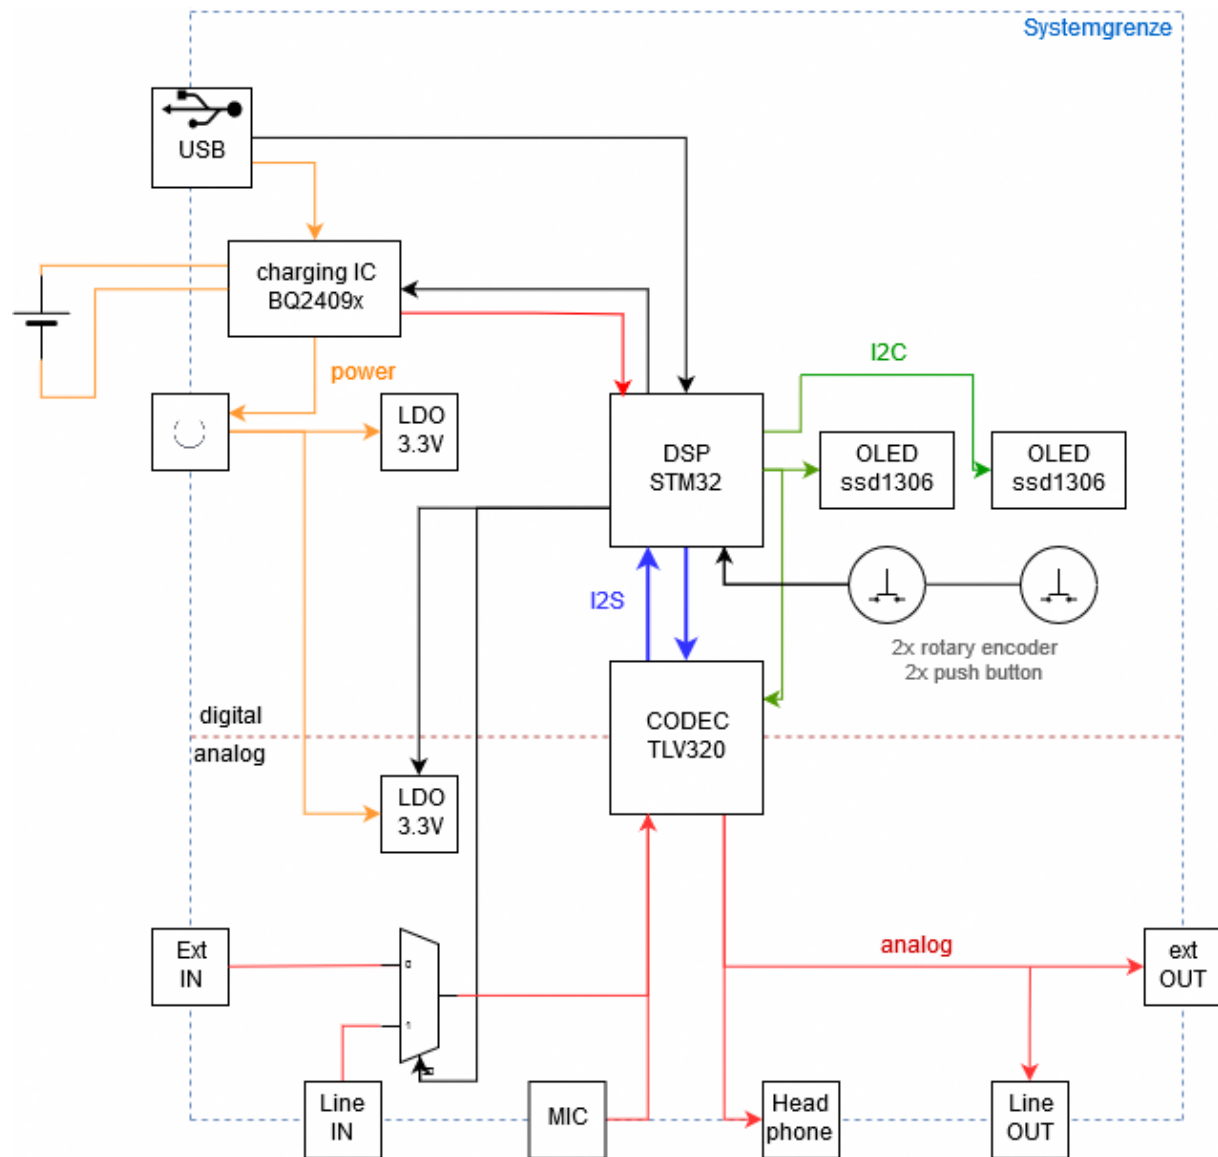 Systemgrenze
USB
charging IC
BQ2409x
power
I2C
LDO
3.3V
DSP
STM32
OLED
ssd1306
OLED
ssd1306
I2S
2x rotary encoder
2x push button
digital
analog
CODEC
TLV320
LDO
3.3V
Ext
IN
0
1
analog
ext
OUT
Line
IN
MIC
Head
phone
Line
OUT